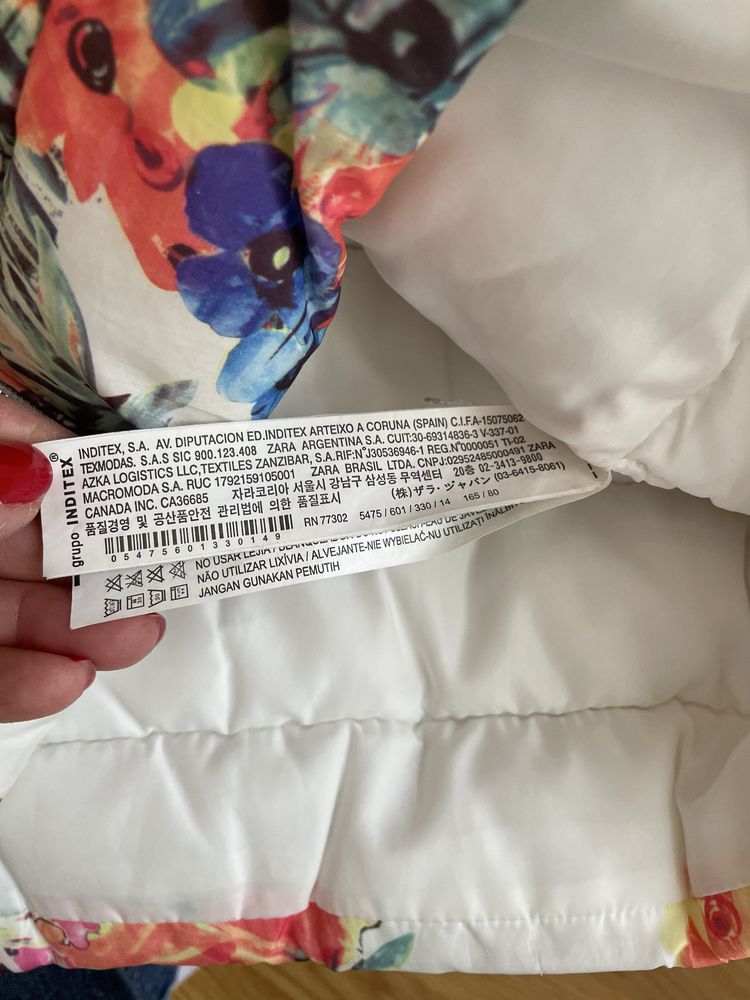 grupo INDITEX®
INDITEX, S.A. AV. DIPUTACION ED.INDITEX ARTEIXO A CORUNA (SPAIN) C.I.F.A-15075062
TEXMODAS. S.A.S SIC 900.123.408 ZARA ARGENTINA S.A. CUIT:30-69314836-3 V-337-01
AZKA LOGISTICS LLC,TEXTILES ZANZIBAR, S.A.RIF:N°J30536946-1 REG.N°0000051 TI-02
MACROMODA S.A. RUC 1792159105001 ZARA BRASIL LTDA. CNPJ:02952485000491 ZARA
CANADA INC. CA36685 자라코리아 서울시 강남구 삼성동 무역센터 20층 02-3413-9800
품질경영 및 공산품안전 관리법에 의한 품질표시 (株) ザラ・ジャパン (03-6415-8061)
RN 77302 5475 / 601 / 330 / 14 165 / 80
0547560133014 9
NO USAR LEJIA /
NÃO UTILIZAR LIXÍVIA / ALVEJANTE-NIE WYBIELAĆ-NU UTILIZAȚI
JANGAN GUNAKAN PEMUTIH